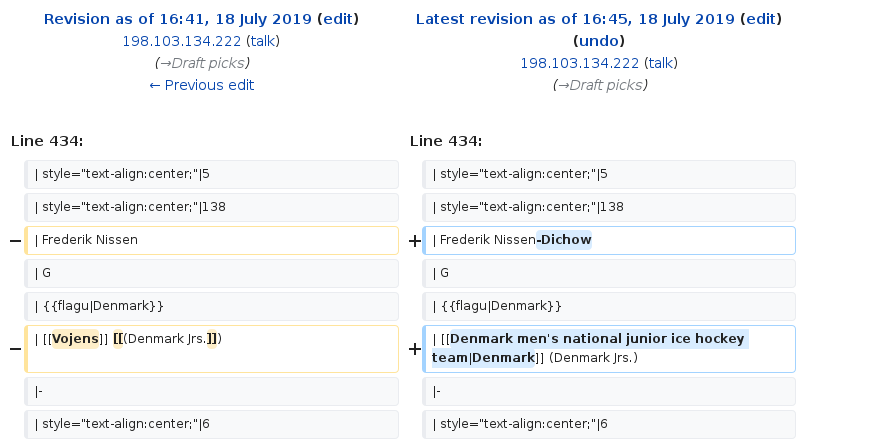 Revision as of 16:41, 18 July 2019 (edit)
198.103.134.222 (talk)
(→Draft picks)
← Previous edit
Latest revision as of 16:45, 18 July 2019 (edit)
(undo)
198.103.134.222 (talk)
(→Draft picks)
Line 434:
Line 434:
| style="text-align:center;"|5
| style="text-align:center;"|5
| style="text-align:center;"|138
| style="text-align:center;"|138
− | Frederik Nissen
+ | Frederik Nissen-Dichow
| G
| G
| {{flagu|Denmark}}
| {{flagu|Denmark}}
− | [[Vojens]] [[(Denmark Jrs.]])
+ | [[Denmark men's national junior ice hockey
team|Denmark]] (Denmark Jrs.)
|-
|-
| style="text-align:center;"|6
| style="text-align:center;"|6